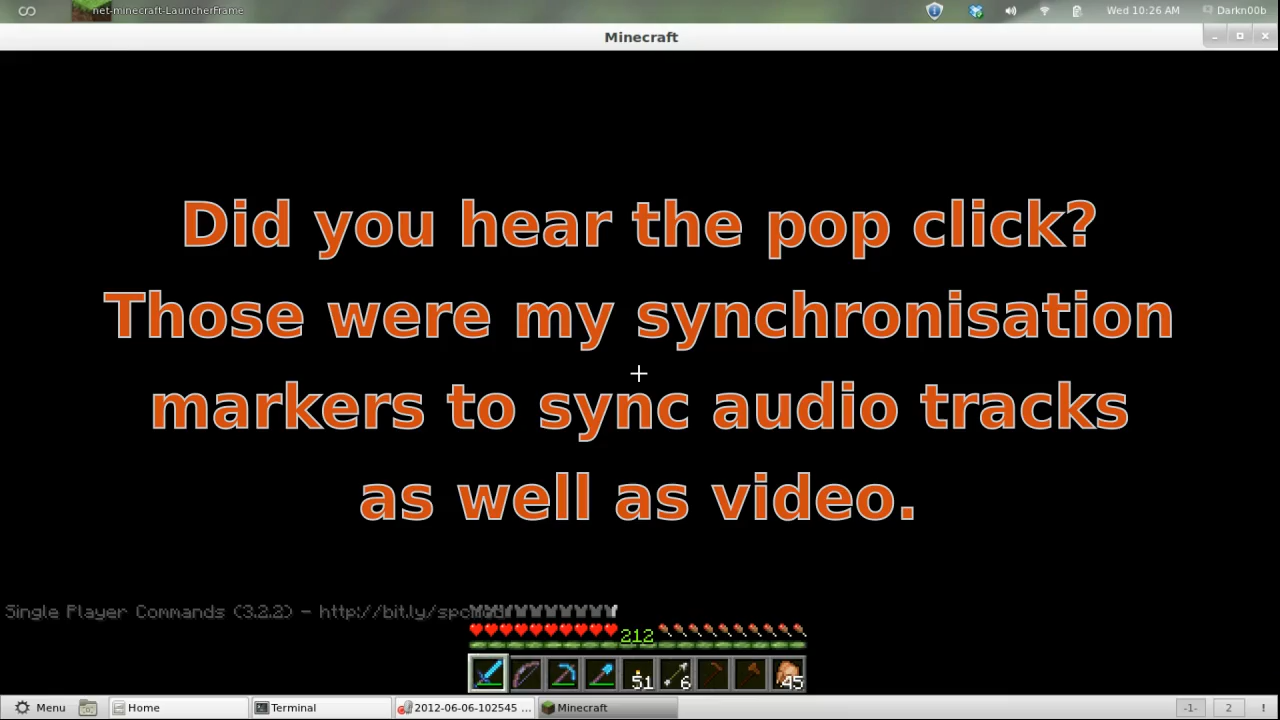 net-minecraft-LauncherFrame
Wed 10:26 AM
Darkn00b
Minecraft
Did you hear the pop click?
Those were my synchronisation
markers to sync audio tracks
as well as video.
Single Player Commands (3.2.2) - http://bit.ly/spcmod
212
51
6
45
Menu
Home
Terminal
2012-06-06-102545 ...
Minecraft
-1-
2
!